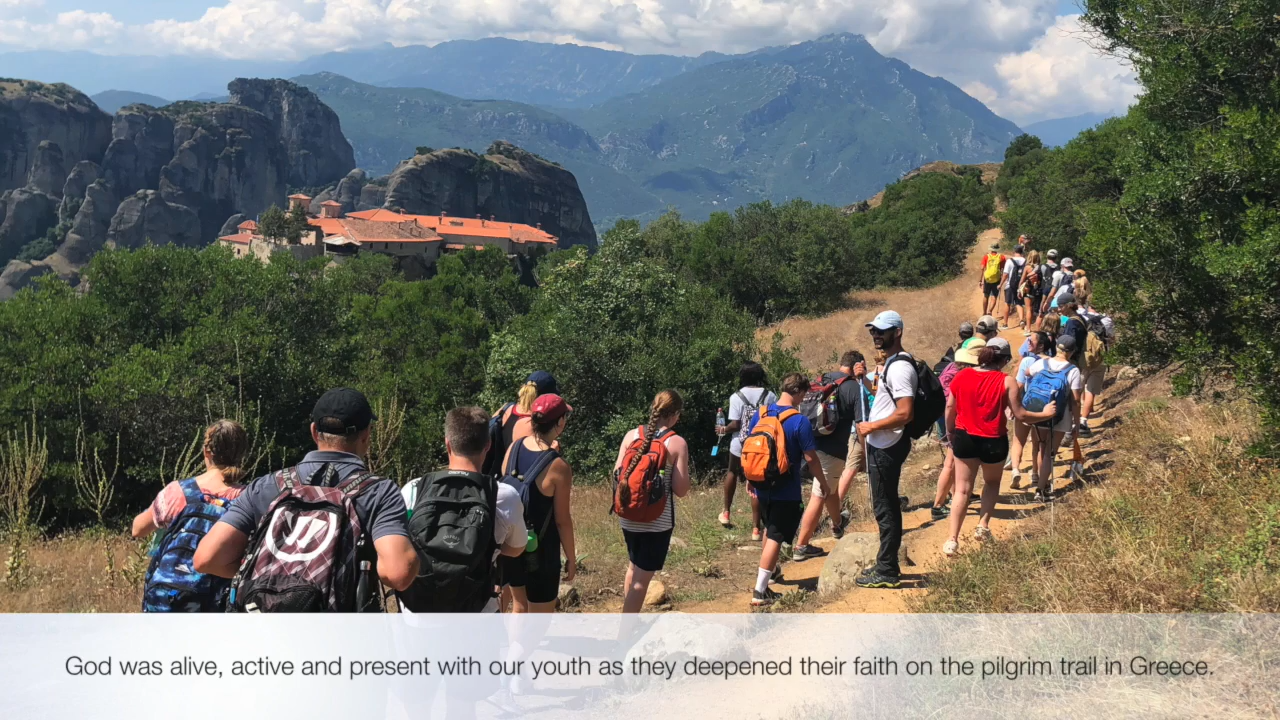 God was alive, active and present with our youth as they deepened their faith on the pilgrim trail in Greece.